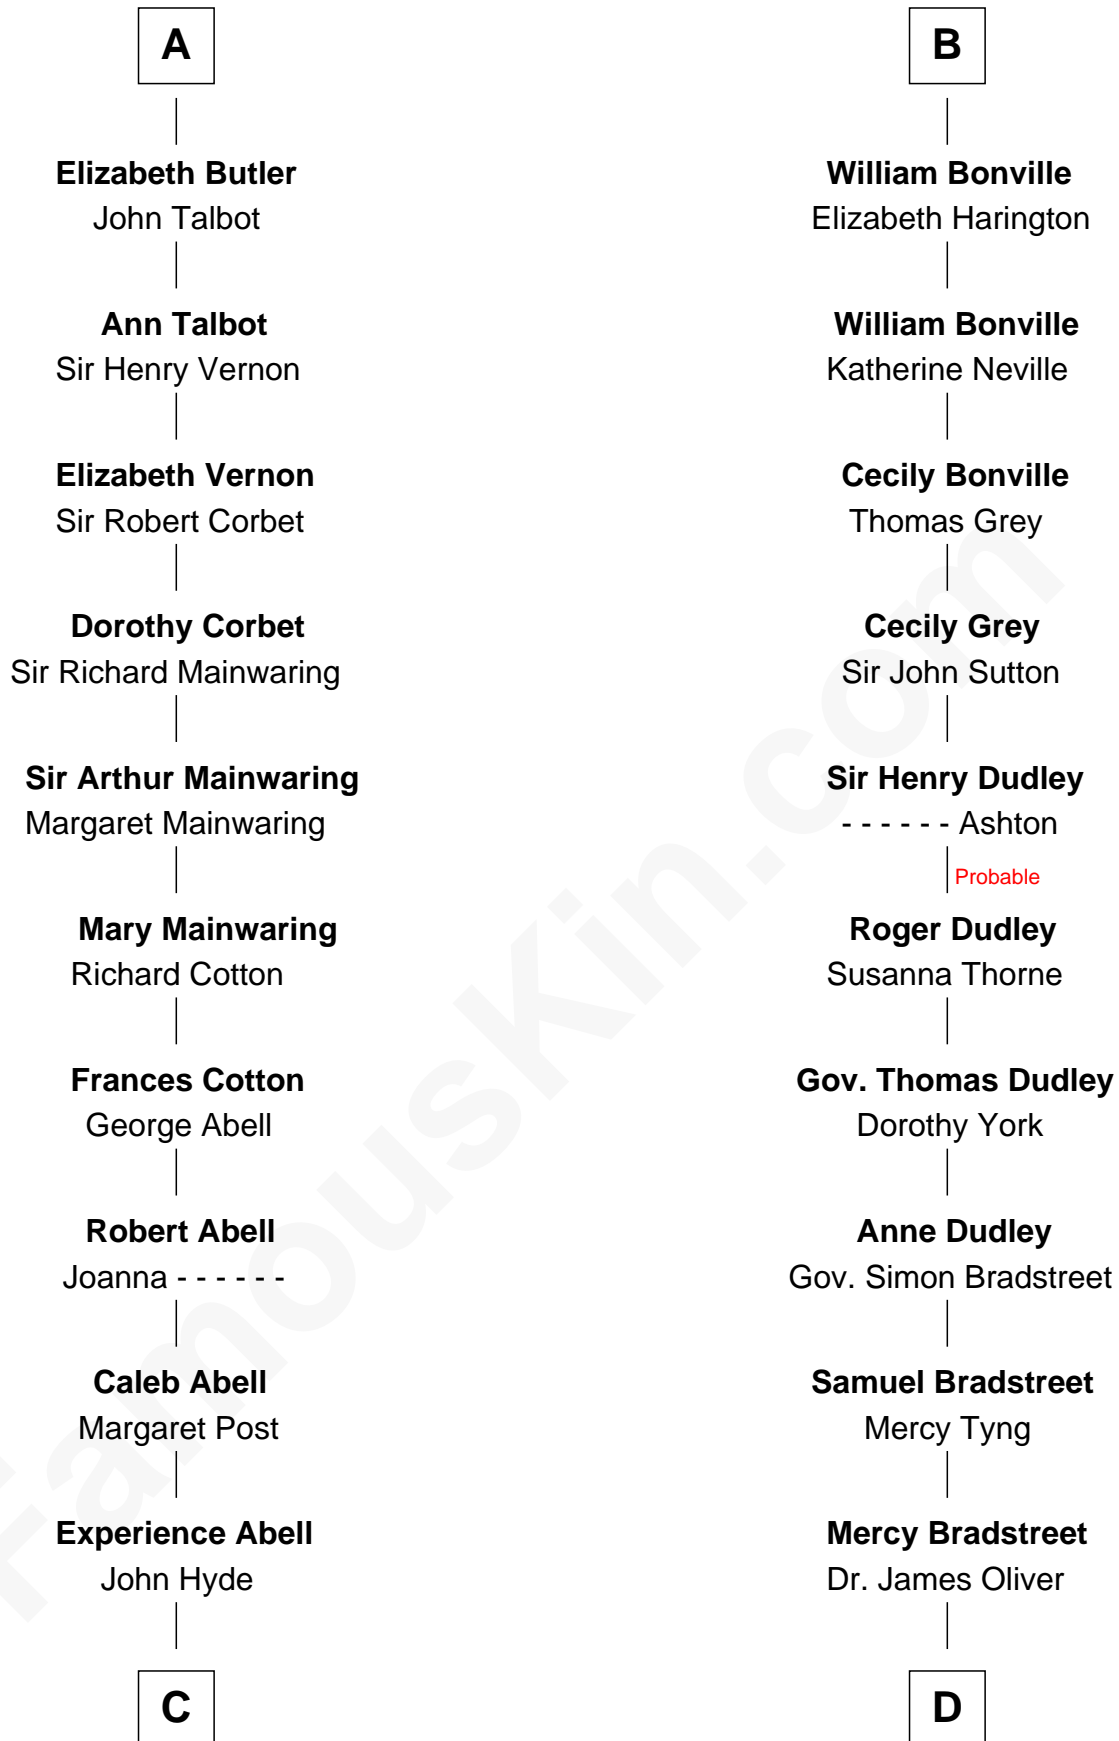 A
Elizabeth Butler
John Talbot
Ann Talbot
Sir Henry Vernon
Elizabeth Vernon
Sir Robert Corbet
Dorothy Corbet
Sir Richard Mainwaring
Sir Arthur Mainwaring
Margaret Mainwaring
Mary Mainwaring
Richard Cotton
Frances Cotton
George Abell
Robert Abell
Joanna - - - - - -
Caleb Abell
Margaret Post
Experience Abell
John Hyde
C
B
William Bonville
Elizabeth Harington
William Bonville
Katherine Neville
Cecily Bonville
Thomas Grey
Cecily Grey
Sir John Sutton
Sir Henry Dudley
- - - - - - Ashton
Probable
Roger Dudley
Susanna Thorne
Gov. Thomas Dudley
Dorothy York
Anne Dudley
Gov. Simon Bradstreet
Samuel Bradstreet
Mercy Tyng
Mercy Bradstreet
Dr. James Oliver
D
FamousKin.com